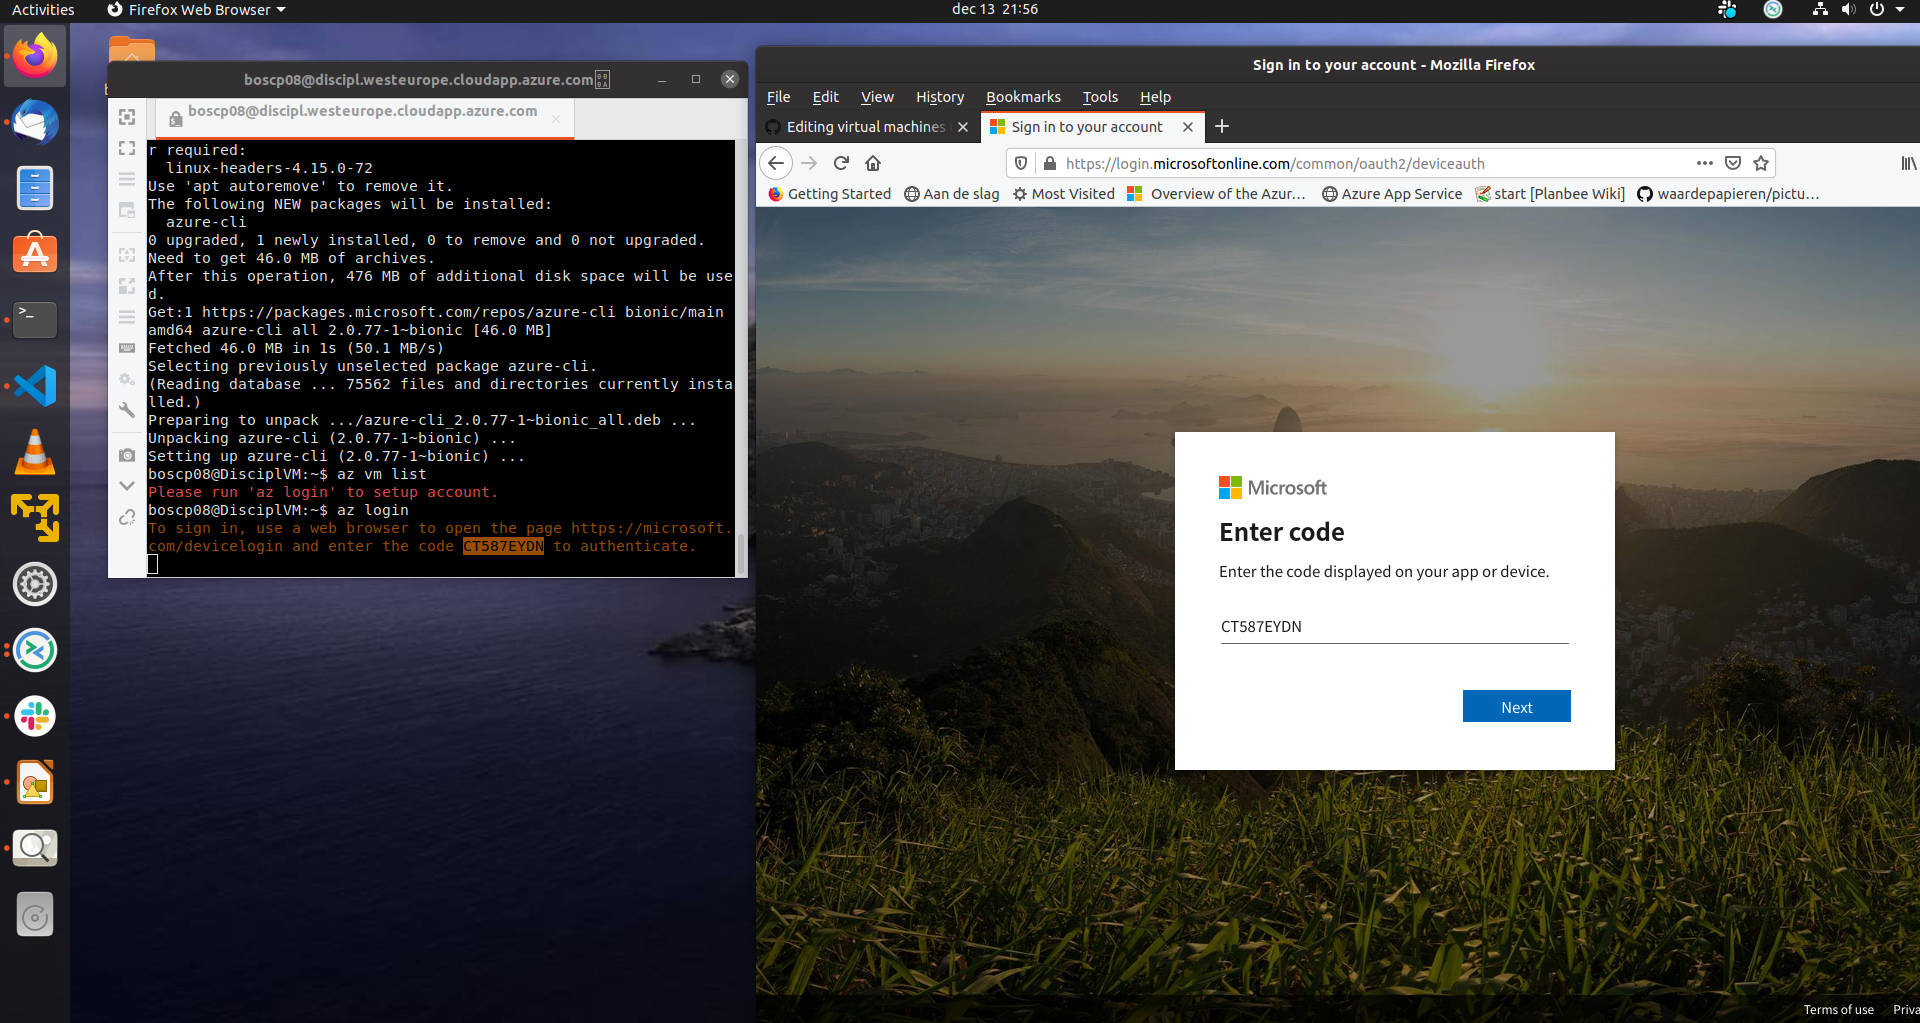 Activities
Firefox Web Browser
dec 13 21:56
boscp08@discipl.westeurope.cloudapp.azure.com
boscp08@discipl.westeurope.cloudapp.azure.com
r required:
linux-headers-4.15.0-72
Use 'apt autoremove' to remove it.
The following NEW packages will be installed:
azure-cli
0 upgraded, 1 newly installed, 0 to remove and 0 not upgraded.
Need to get 46.0 MB of archives.
After this operation, 476 MB of additional disk space will be use
d.
Get:1 https://packages.microsoft.com/repos/azure-cli bionic/main
amd64 azure-cli all 2.0.77-1~bionic [46.0 MB]
Fetched 46.0 MB in 1s (50.1 MB/s)
Selecting previously unselected package azure-cli.
(Reading database ... 75562 files and directories currently insta
lled.)
Preparing to unpack .../azure-cli_2.0.77-1~bionic_all.deb ...
Unpacking azure-cli (2.0.77-1~bionic) ...
Setting up azure-cli (2.0.77-1~bionic) ...
boscp08@DisciplVM:~$ az vm list
Please run 'az login' to setup account.
boscp08@DisciplVM:~$ az login
To sign in, use a web browser to open the page https://microsoft.
com/devicelogin and enter the code CT587EYDN to authenticate.
Sign in to your account - Mozilla Firefox
File Edit View History Bookmarks Tools Help
Editing virtual machines
Sign in to your account
https://login.microsoftonline.com/common/oauth2/deviceauth
Getting Started
Aan de slag
Most Visited
Overview of the Azur...
Azure App Service
start [Planbee Wiki]
waardepapieren/pictu...
Microsoft
Enter code
Enter the code displayed on your app or device.
CT587EYDN
Next
Terms of use
Priva